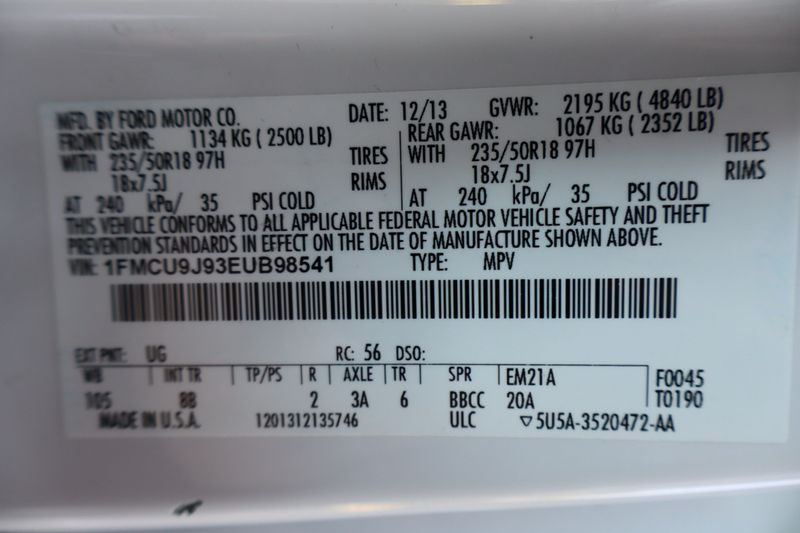 MFD. BY FORD MOTOR CO. DATE: 12/13 GVWR: 2195 KG ( 4840 LB)
FRONT GAWR: 1134 KG ( 2500 LB) REAR GAWR: 1067 KG ( 2352 LB)
WITH 235/50R18 97H TIRES WITH 235/50R18 97H TIRES
18x7.5J RIMS 18x7.5J RIMS
AT 240 kPa/ 35 PSI COLD AT 240 kPa/ 35 PSI COLD
THIS VEHICLE CONFORMS TO ALL APPLICABLE FEDERAL MOTOR VEHICLE SAFETY AND THEFT
PREVENTION STANDARDS IN EFFECT ON THE DATE OF MANUFACTURE SHOWN ABOVE.
VIN: 1FMCU9J93EUB98541 TYPE: MPV
EXT PNT: UG RC: 56 DSO:
WB INT TR TP/PS R AXLE TR SPR EM21A F0045
105 8B 2 3A 6 BBCC 20A T0190
MADE IN U.S.A. 1201312135746 ULC ▽5U5A-3520472-AA